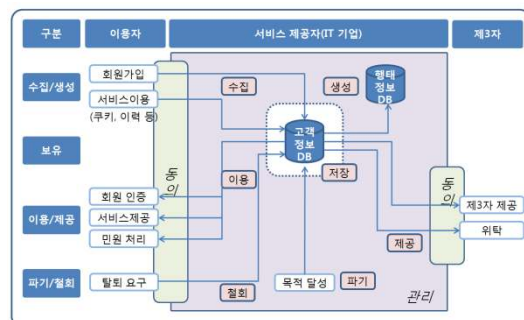 구분
이용자
서비스 제공자(IT 기업)
제3자
수집/생성
회원가입
수집
생성
행태
정보
DB
서비스이용
(쿠키, 이력 등)
고객
정보
DB
보유
동의
이용
저장
동의
회원 인증
이용/제공
서비스제공
제3자 제공
민원 처리
제공
위탁
파기/철회
탈퇴 요구
철회
목적 달성
파기
관리